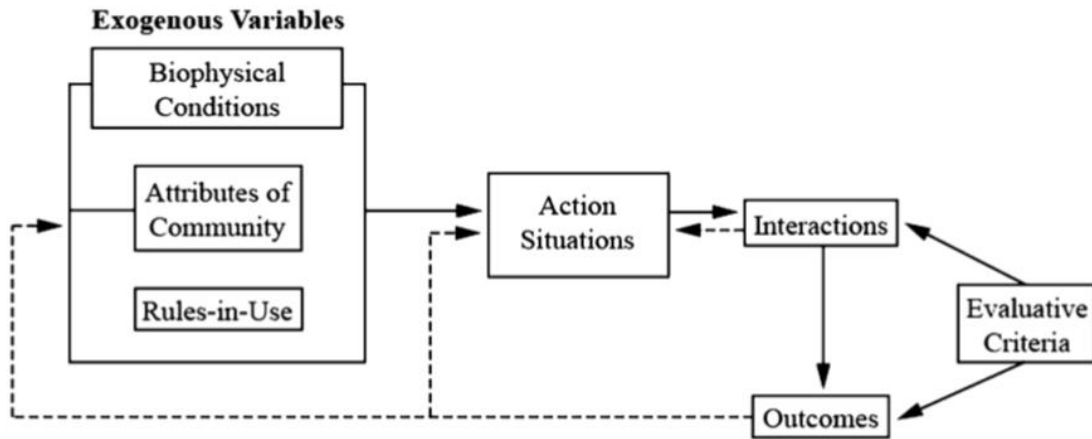 Exogenous Variables
Biophysical
Conditions
Attributes of
Community
Rules-in-Use
Action
Situations
Interactions
Evaluative
Criteria
Outcomes